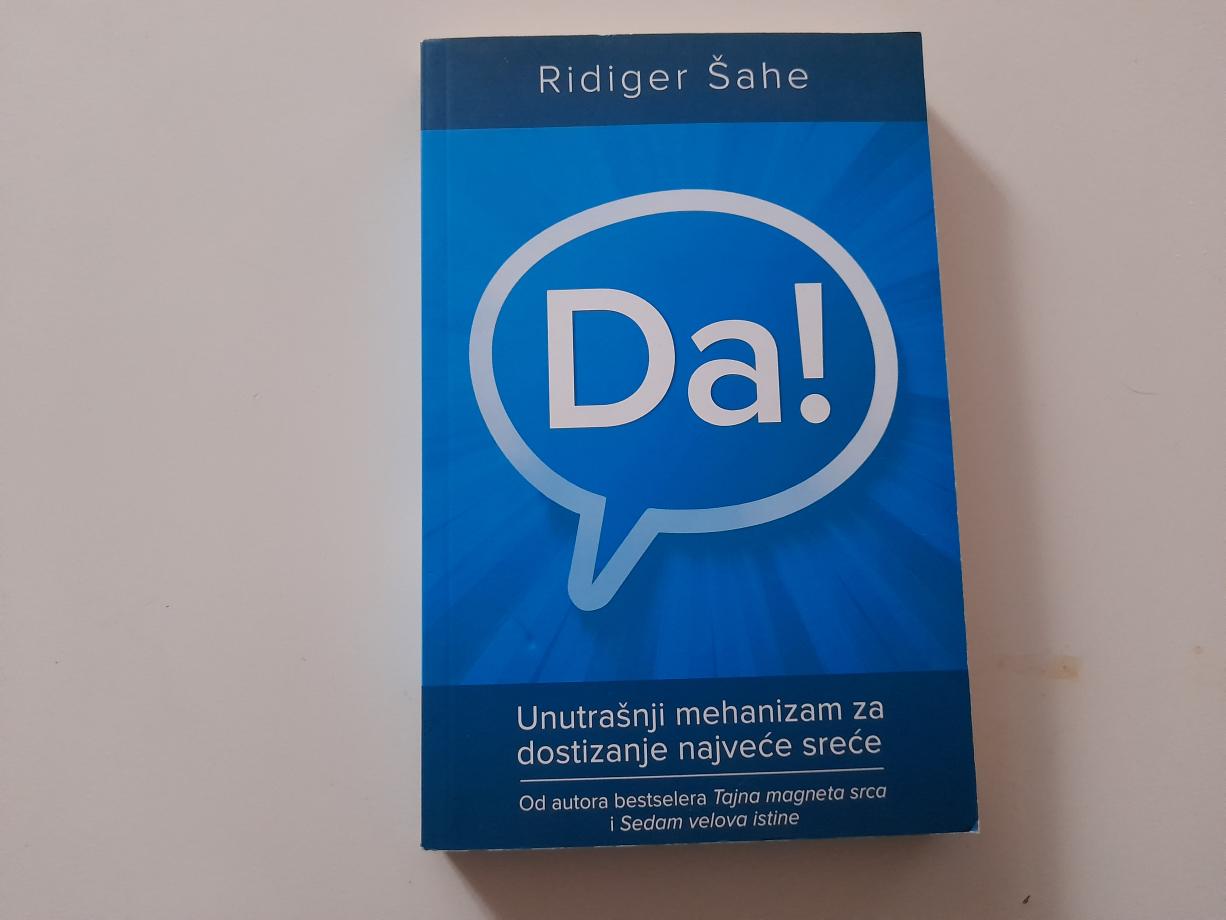 Ridiger Šahe
Da!
Unutrašnji mehanizam za
dostizanje najveće sreće
Od autora bestselera Tajna magneta srca
i Sedam velova istine